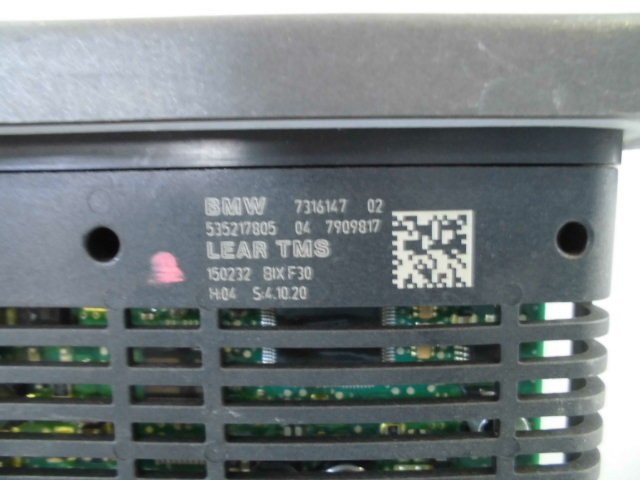 BMW 7316147 02
535217805 04 7909817
LEAR TMS
150232 BIX F30
H:04 S:4.10.20